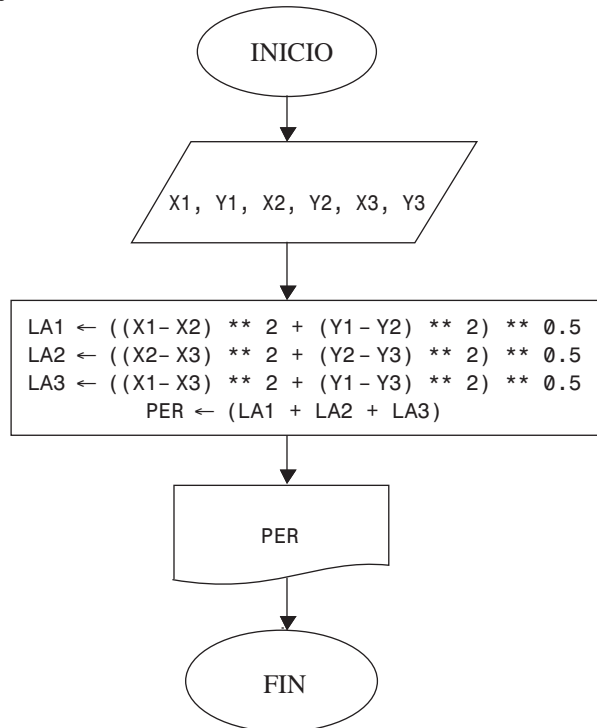 INICIO
X1, Y1, X2, Y2, X3, Y3
LA1 ← ((X1-X2) ** 2 + (Y1-Y2) ** 2) ** 0.5
LA2 ← ((X2-X3) ** 2 + (Y2-Y3) ** 2) ** 0.5
LA3 ← ((X1-X3) ** 2 + (Y1-Y3) ** 2) ** 0.5
PER ← (LA1 + LA2 + LA3)
PER
FIN